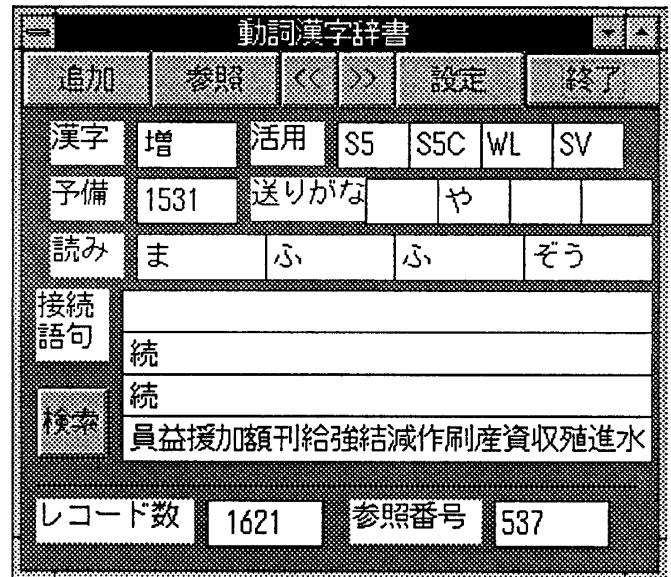 動詞漢字辞書
追加 参照 << >> 設定 終了
漢字 増 活用 S5 S5C WL SV
予備 1531 送りがな や
読み ま ふ ふ ぞう
接続
語句
続
続
検索 員益援加額刊給強結減作刷産資収殖進水
レコード数 1621 参照番号 537